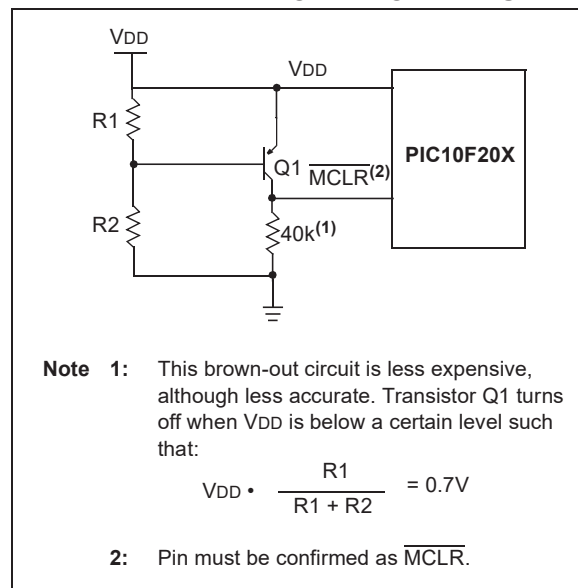 VDD
VDD
R1
PIC10F20X
Q1 MCLR(2)
R2
40k(1)
Note 1: This brown-out circuit is less expensive,
although less accurate. Transistor Q1 turns
off when VDD is below a certain level such
that:
VDD • R1 / R1 + R2 = 0.7V
2: Pin must be confirmed as MCLR.